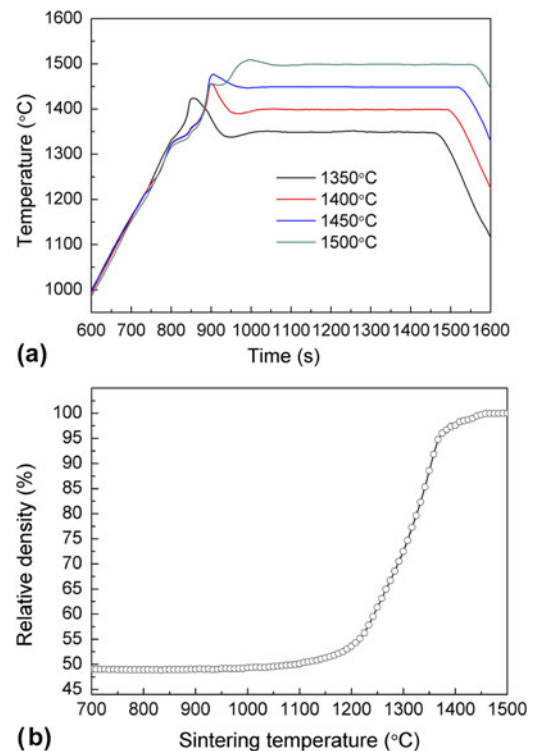 1500
1400
1300
1200
1100
1000
Temperature (°C)
1350°C
1400°C
1450°C
1500°C
600 700 800 900 1000 1100 1200 1300 1400 1500 1600
(a) Time (s)
100
95
90
85
80
75
70
65
60
55
50
45
Relative density (%)
700 800 900 1000 1100 1200 1300 1400 1500
(b) Sintering temperature (°C)